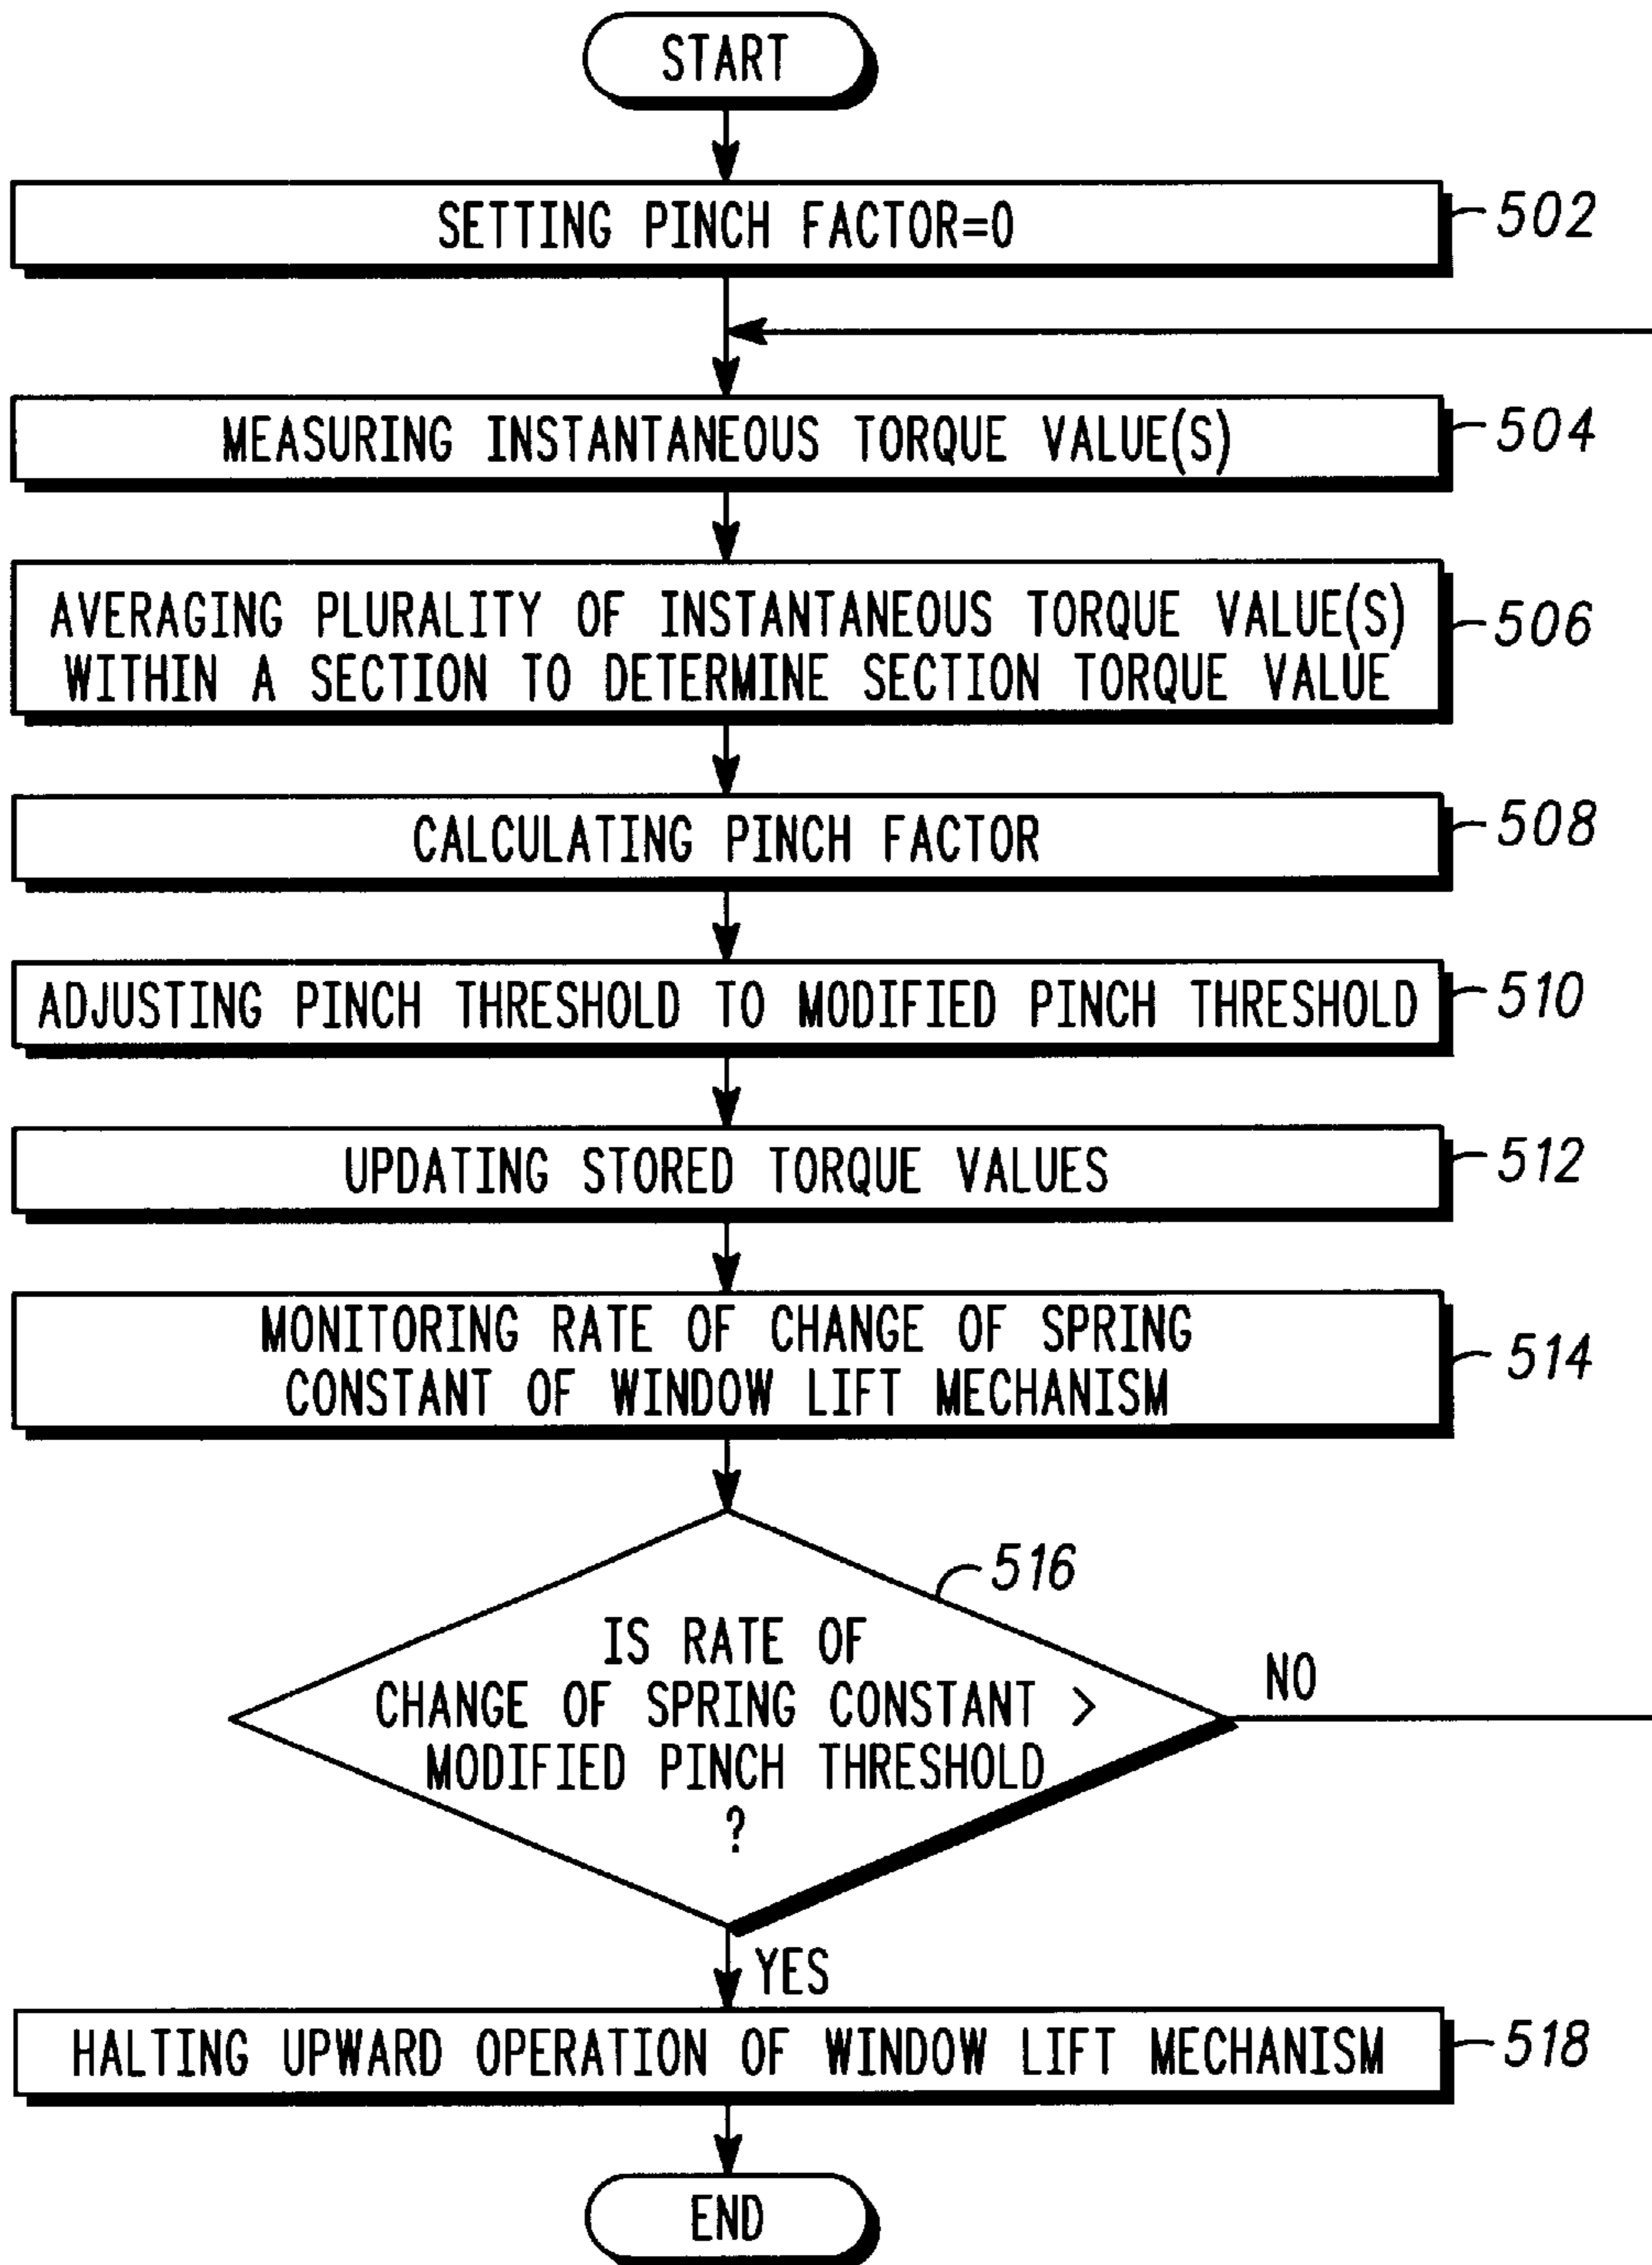 START
SETTING PINCH FACTOR=0
502
MEASURING INSTANTANEOUS TORQUE VALUE(S)
504
AVERAGING PLURALITY OF INSTANTANEOUS TORQUE VALUE(S)
WITHIN A SECTION TO DETERMINE SECTION TORQUE VALUE
506
CALCULATING PINCH FACTOR
508
ADJUSTING PINCH THRESHOLD TO MODIFIED PINCH THRESHOLD
510
UPDATING STORED TORQUE VALUES
512
MONITORING RATE OF CHANGE OF SPRING
CONSTANT OF WINDOW LIFT MECHANISM
514
516
IS RATE OF
CHANGE OF SPRING CONSTANT >
MODIFIED PINCH THRESHOLD
?
NO
YES
HALTING UPWARD OPERATION OF WINDOW LIFT MECHANISM
518
END